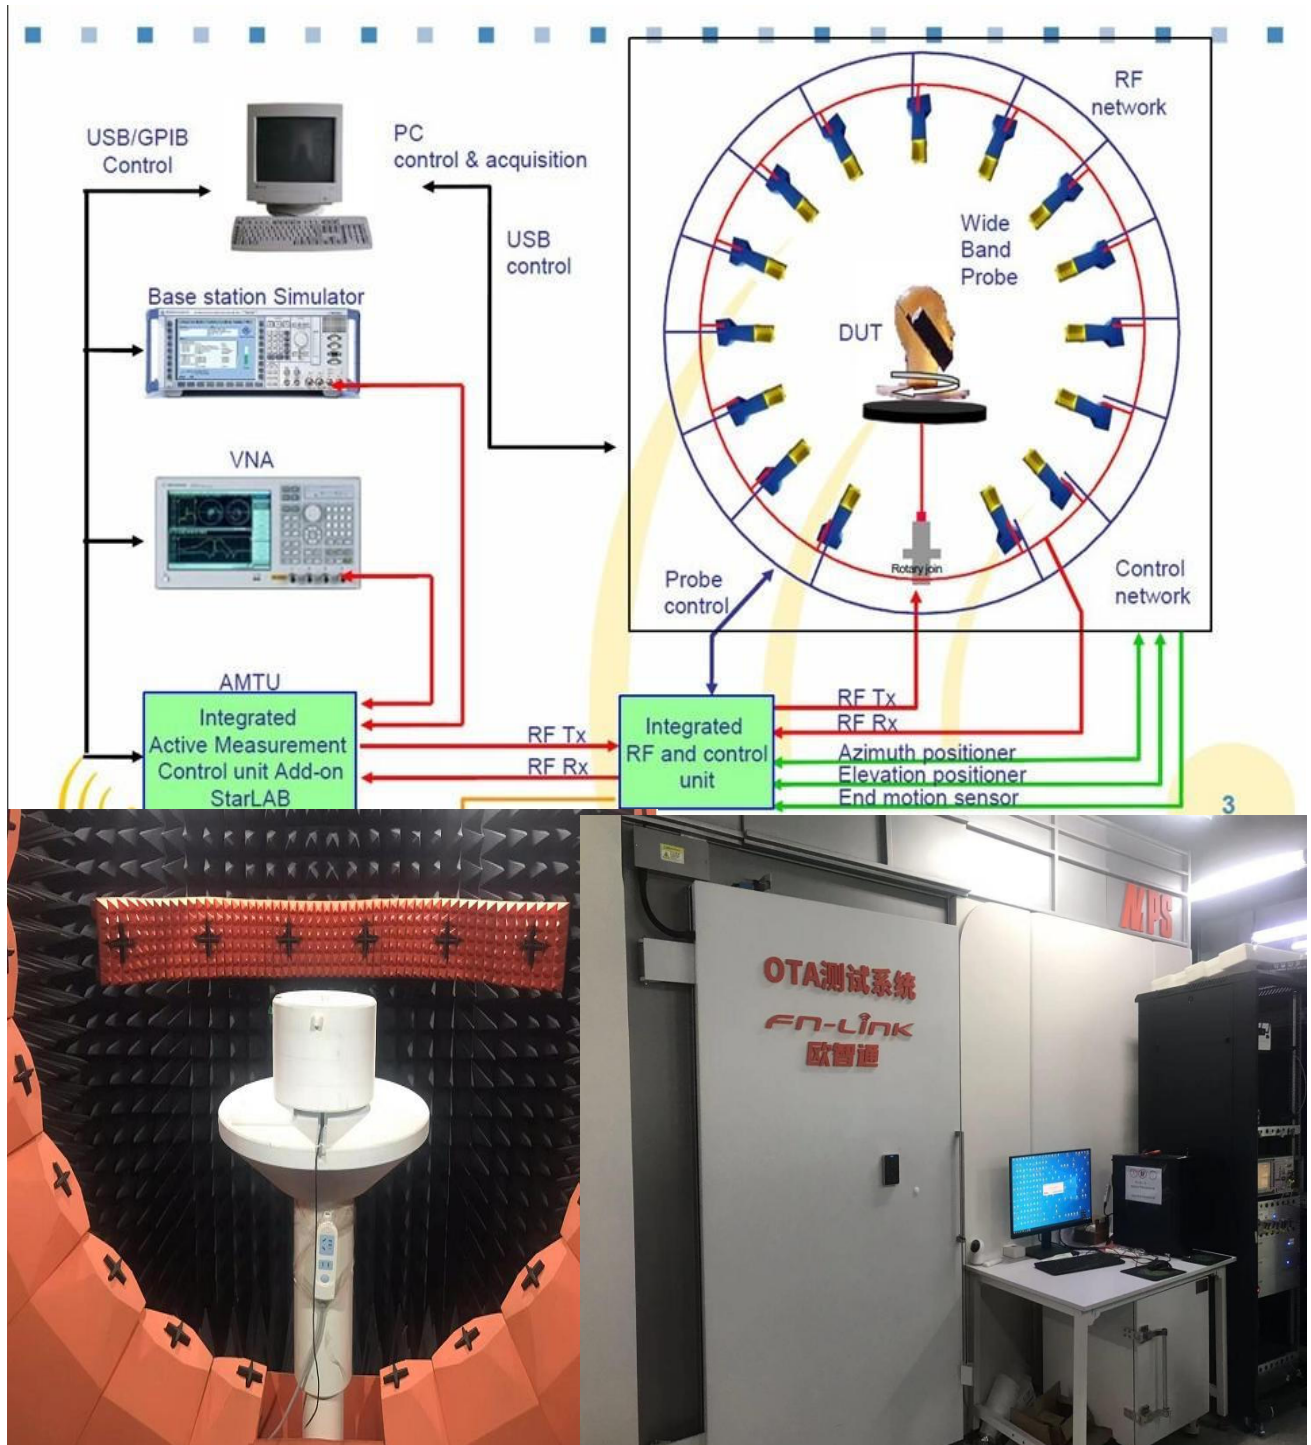 USB/GPIB
Control
PC
control & acquisition
USB
control
Base station Simulator
VNA
AMTU
Integrated
Active Measurement
Control unit Add-on
StarLAB
RF Tx
RF Rx
RF
network
Wide
Band
Probe
DUT
Rotary join
Probe
control
Control
network
Integrated
RF and control
unit
RF Tx
RF Rx
Azimuth positioner
Elevation positioner
End motion sensor
3
MPS
OTA测试系统
FN-LINK
欧智通